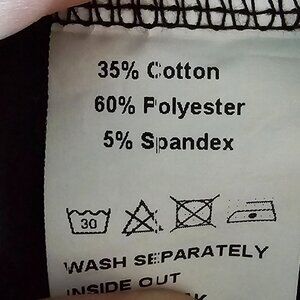 35% Cotton
60% Polyester
5% Spandex
30
WASH SEPARATELY
INSIDE OUT